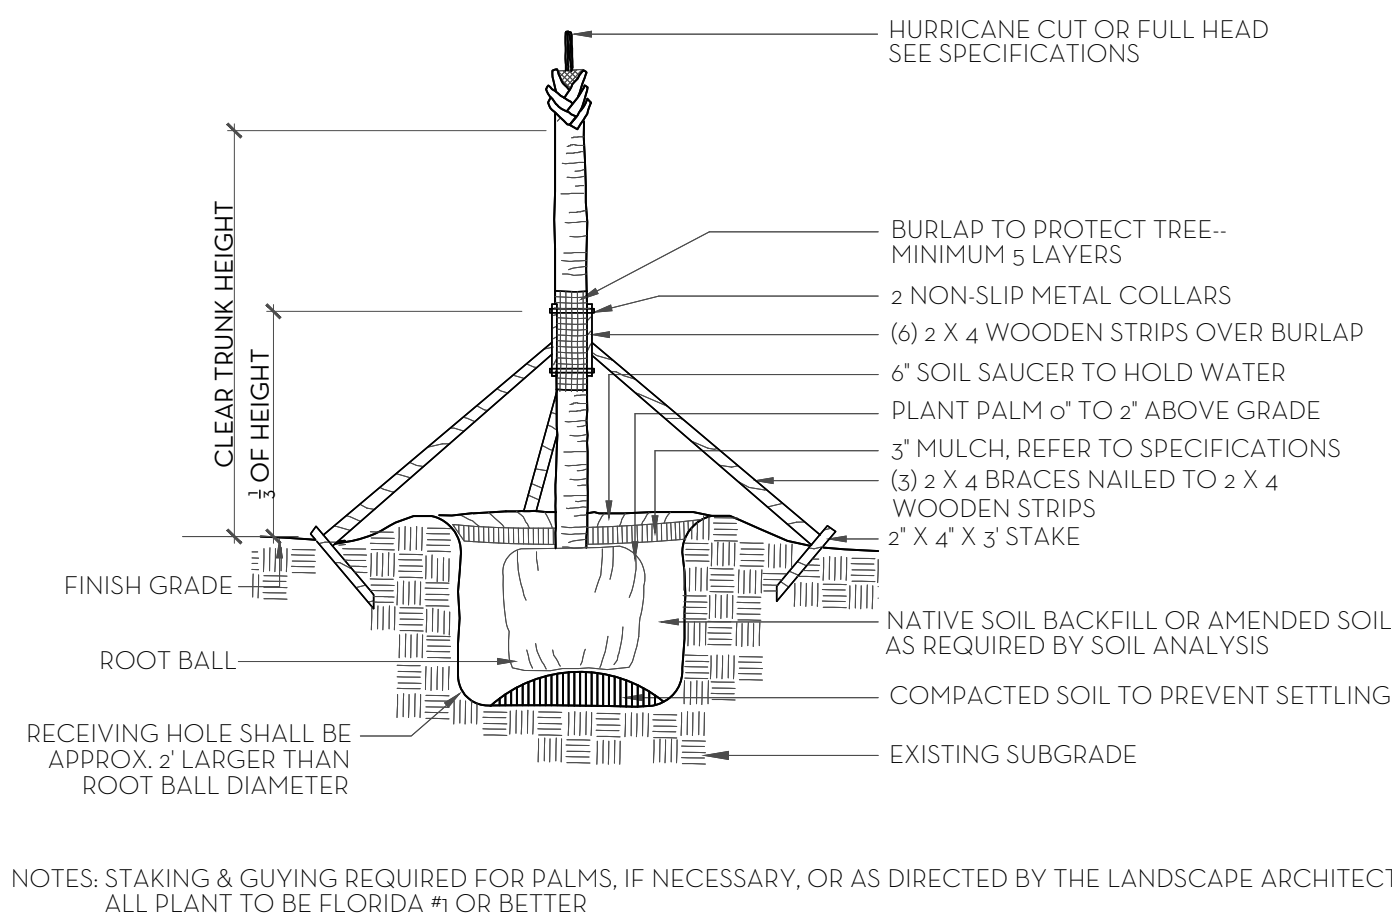 HURRICANE CUT OR FULL HEAD
SEE SPECIFICATIONS
CLEAR TRUNK HEIGHT
1/3 OF HEIGHT
BURLAP TO PROTECT TREE--
MINIMUM 5 LAYERS
2 NON-SLIP METAL COLLARS
(6) 2 X 4 WOODEN STRIPS OVER BURLAP
6" SOIL SAUCER TO HOLD WATER
PLANT PALM 0" TO 2" ABOVE GRADE
3" MULCH, REFER TO SPECIFICATIONS
(3) 2 X 4 BRACES NAILED TO 2 X 4
WOODEN STRIPS
2" X 4" X 3' STAKE
FINISH GRADE
NATIVE SOIL BACKFILL OR AMENDED SOIL
AS REQUIRED BY SOIL ANALYSIS
ROOT BALL
COMPACTED SOIL TO PREVENT SETTLING
RECEIVING HOLE SHALL BE
APPROX. 2' LARGER THAN
ROOT BALL DIAMETER
EXISTING SUBGRADE
NOTES: STAKING & GUYING REQUIRED FOR PALMS, IF NECESSARY, OR AS DIRECTED BY THE LANDSCAPE ARCHITECT
ALL PLANT TO BE FLORIDA #1 OR BETTER